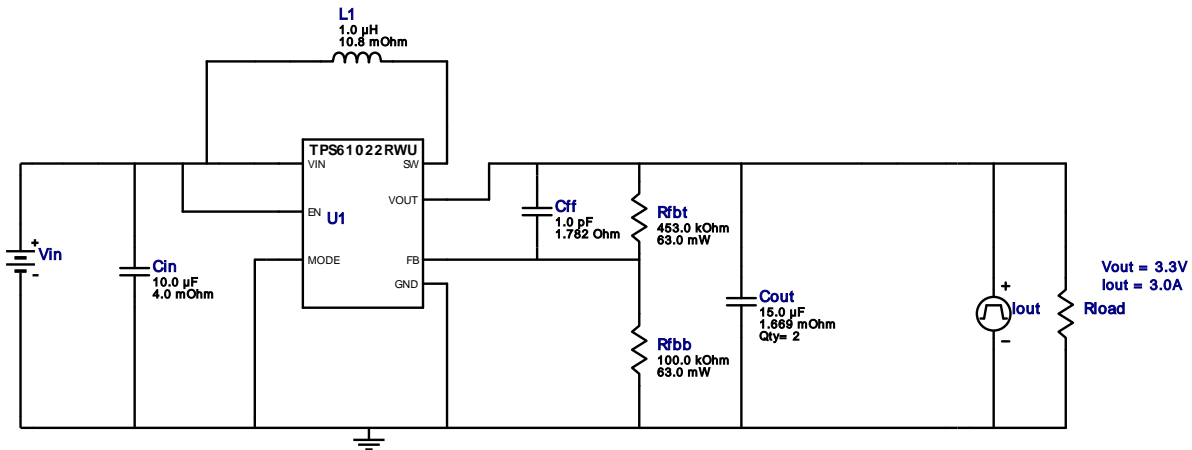 L1
1.0 µH
10.8 mOhm
TPS61022RWU
VIN
SW
VOUT
EN
U1
MODE
FB
GND
+
Vin
-
Cin
10.0 µF
4.0 mOhm
Cff
1.0 pF
1.782 Ohm
Rfbt
453.0 kOhm
63.0 mW
Rfbb
100.0 kOhm
63.0 mW
Cout
15.0 µF
1.669 mOhm
Qty= 2
+
Iout
-
Rload
Vout = 3.3V
Iout = 3.0A